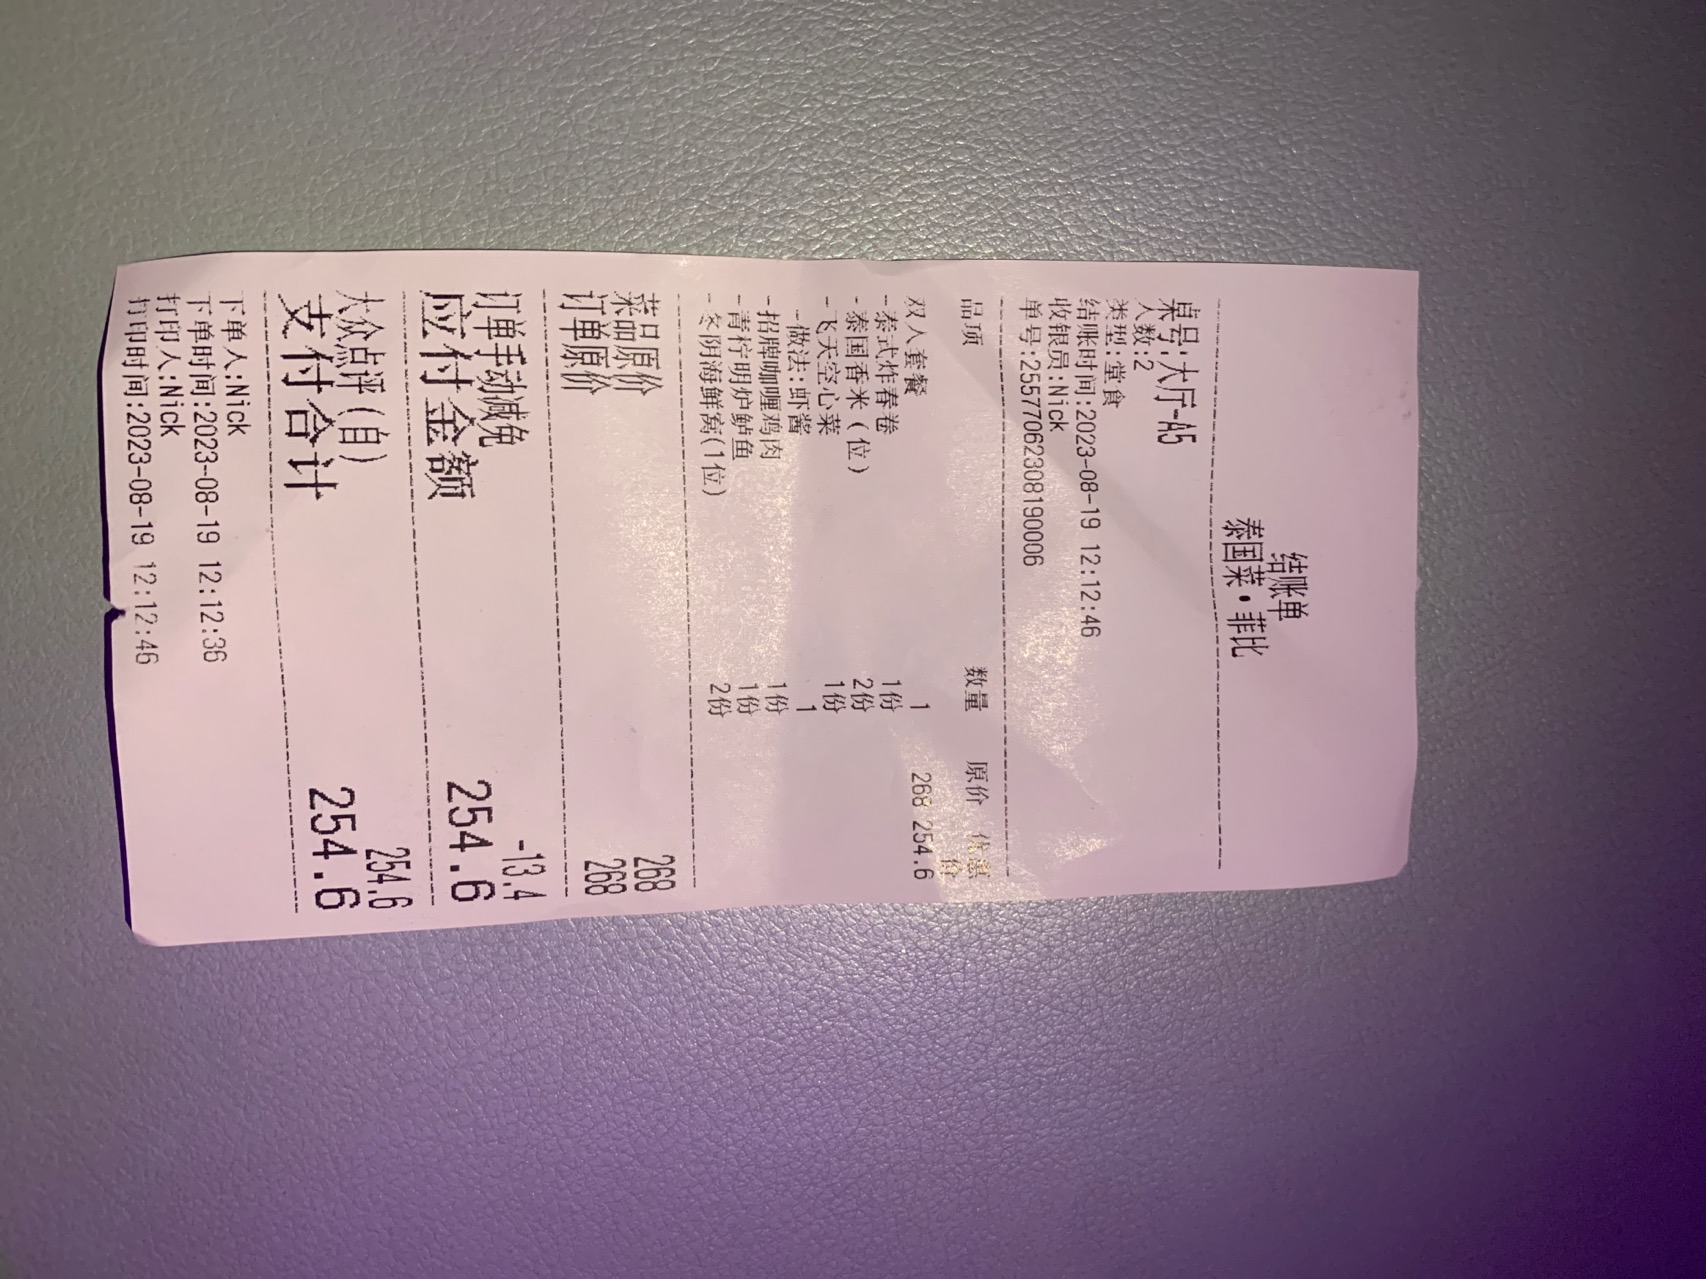 结账单
泰国菜·菲比
桌号:大厅-A5
人数:2
类型:堂食
结账时间:2023-08-19 12:12:46
收银员:Nick
单号:25577062308190006
品项 数量 原价 优惠价
双人套餐 1 268 254.6
-泰式炸春卷 1份
-泰国香米(位) 2份
-飞天空心菜 1份
-做法:虾酱 1
-招牌咖喱鸡肉 1份
-青柠明炉鲈鱼 1份
-冬阴海鲜窝(1位) 2份
菜品原价 268
订单原价 268
订单手动减免 -13.4
应付金额 254.6
大众点评(自) 254.6
支付合计 254.6
下单人:Nick
下单时间:2023-08-19 12:12:36
打印人:Nick
打印时间:2023-08-19 12:12:46